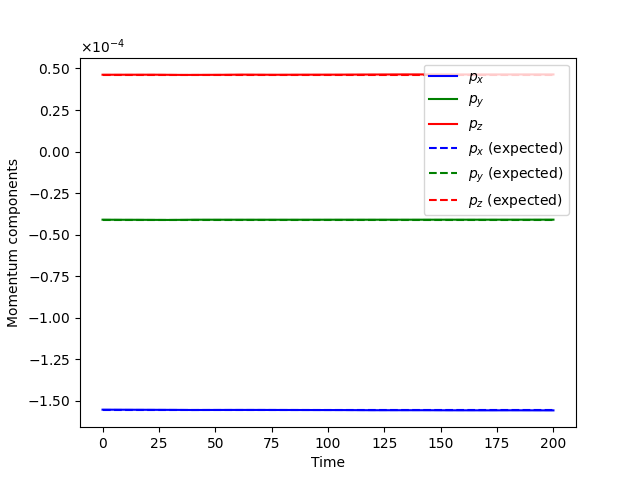 ×10⁻⁴
0.50
0.25
0.00
−0.25
−0.50
−0.75
−1.00
−1.25
−1.50
Momentum components
0 25 50 75 100 125 150 175 200
Time
pₓ
p_y
p_z
pₓ (expected)
p_y (expected)
p_z (expected)